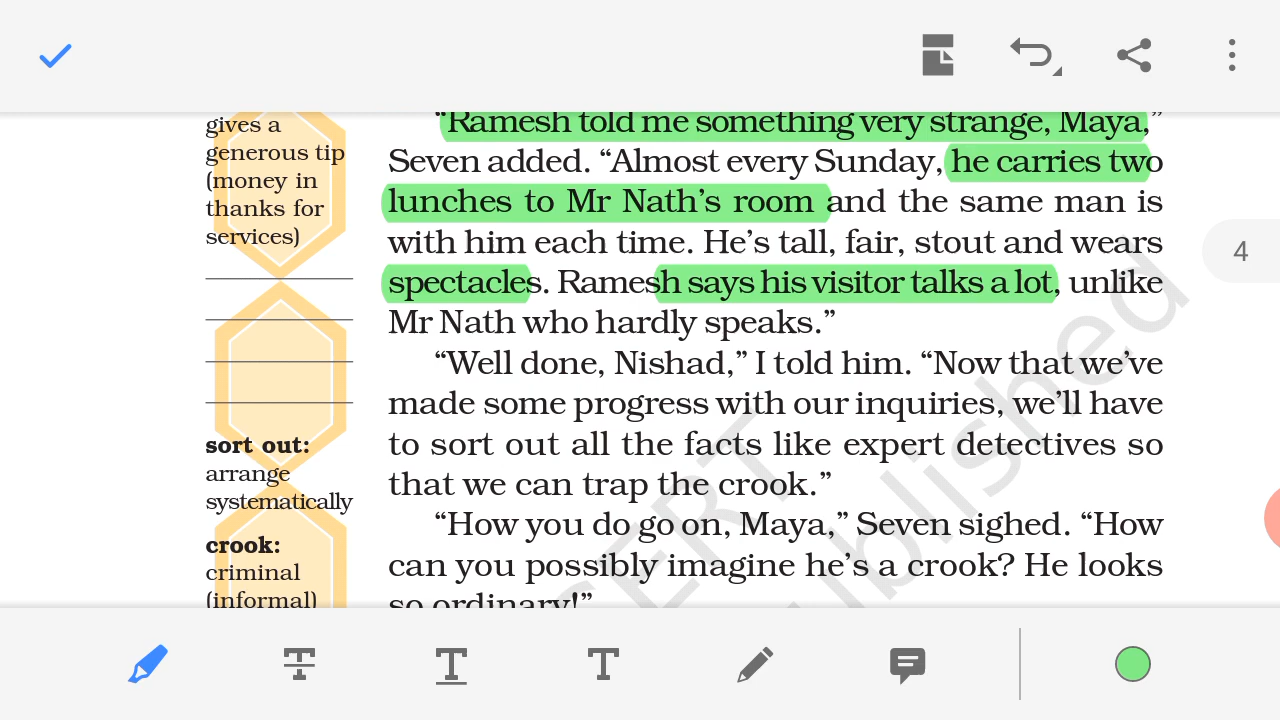 gives a
generous tip
(money in
thanks for
services)
sort out:
arrange
systematically
crook:
criminal
(informal)
“Ramesh told me something very strange, Maya,”
Seven added. “Almost every Sunday, he carries two
lunches to Mr Nath’s room and the same man is
with him each time. He’s tall, fair, stout and wears
spectacles. Ramesh says his visitor talks a lot, unlike
Mr Nath who hardly speaks.”
“Well done, Nishad,” I told him. “Now that we’ve
made some progress with our inquiries, we’ll have
to sort out all the facts like expert detectives so
that we can trap the crook.”
“How you do go on, Maya,” Seven sighed. “How
can you possibly imagine he’s a crook? He looks
so ordinary!”
4
T
T
T